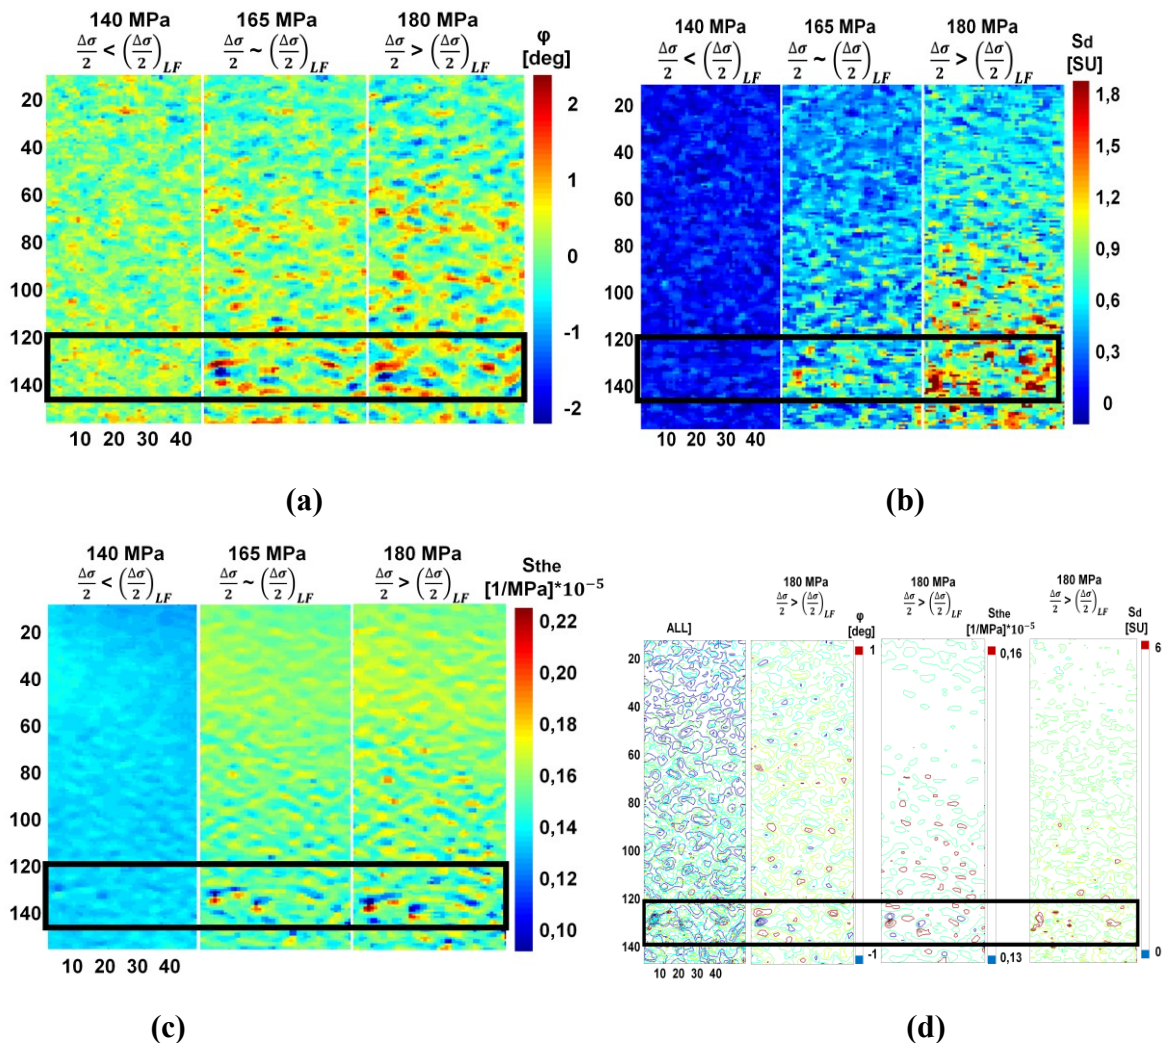 140 MPa 165 MPa 180 MPa
Δσ/2 < (Δσ/2)LF Δσ/2 ~ (Δσ/2)LF Δσ/2 > (Δσ/2)LF
φ
[deg]
20
40
60
80
100
120
140
10 20 30 40
2
1
0
-1
-2
(a)
140 MPa 165 MPa 180 MPa
Δσ/2 < (Δσ/2)LF Δσ/2 ~ (Δσ/2)LF Δσ/2 > (Δσ/2)LF
Sd
[SU]
20
40
60
80
100
120
140
10 20 30 40
1,8
1,5
1,2
0,9
0,6
0,3
0
(b)
140 MPa 165 MPa 180 MPa
Δσ/2 < (Δσ/2)LF Δσ/2 ~ (Δσ/2)LF Δσ/2 > (Δσ/2)LF
Sthe
[1/MPa]*10⁻⁵
20
40
60
80
100
120
140
10 20 30 40
0,22
0,20
0,18
0,16
0,14
0,12
0,10
(c)
180 MPa 180 MPa 180 MPa
Δσ/2 > (Δσ/2)LF Δσ/2 > (Δσ/2)LF Δσ/2 > (Δσ/2)LF
ALL]
φ
[deg]
Sthe
[1/MPa]*10⁻⁵
Sd
[SU]
20
40
60
80
100
120
140
10 20 30 40
1
-1
0,16
0,13
6
0
(d)